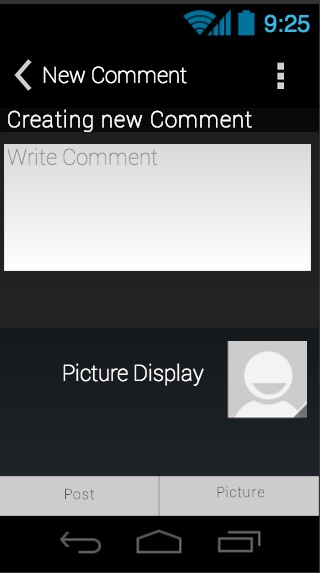 9:25
New Comment
Creating new Comment
Write Comment
Picture Display
Post
Picture